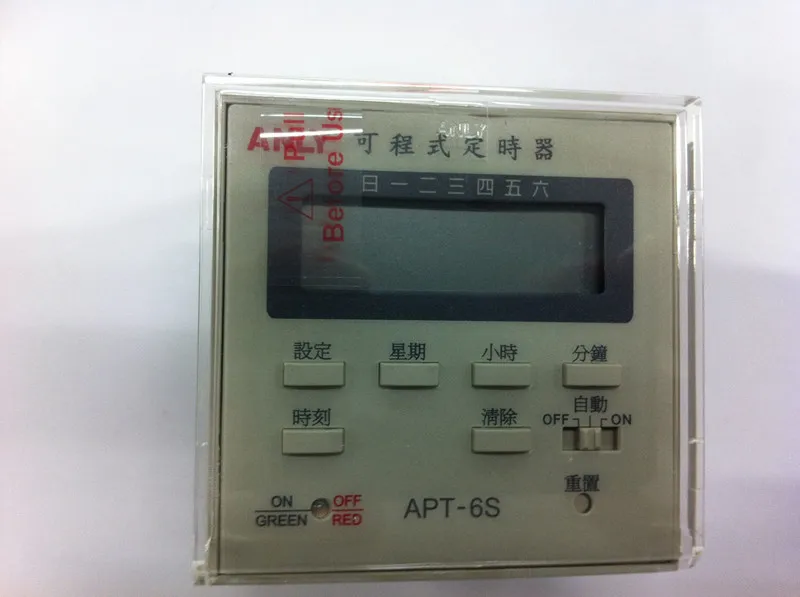 ANLY 可程式定時器
Pull
Before Us
日 一 二 三 四 五 六
設定 星期 小時 分鐘
時刻 清除 自動
OFF ON
重置
ON OFF
GREEN RED
APT-6S